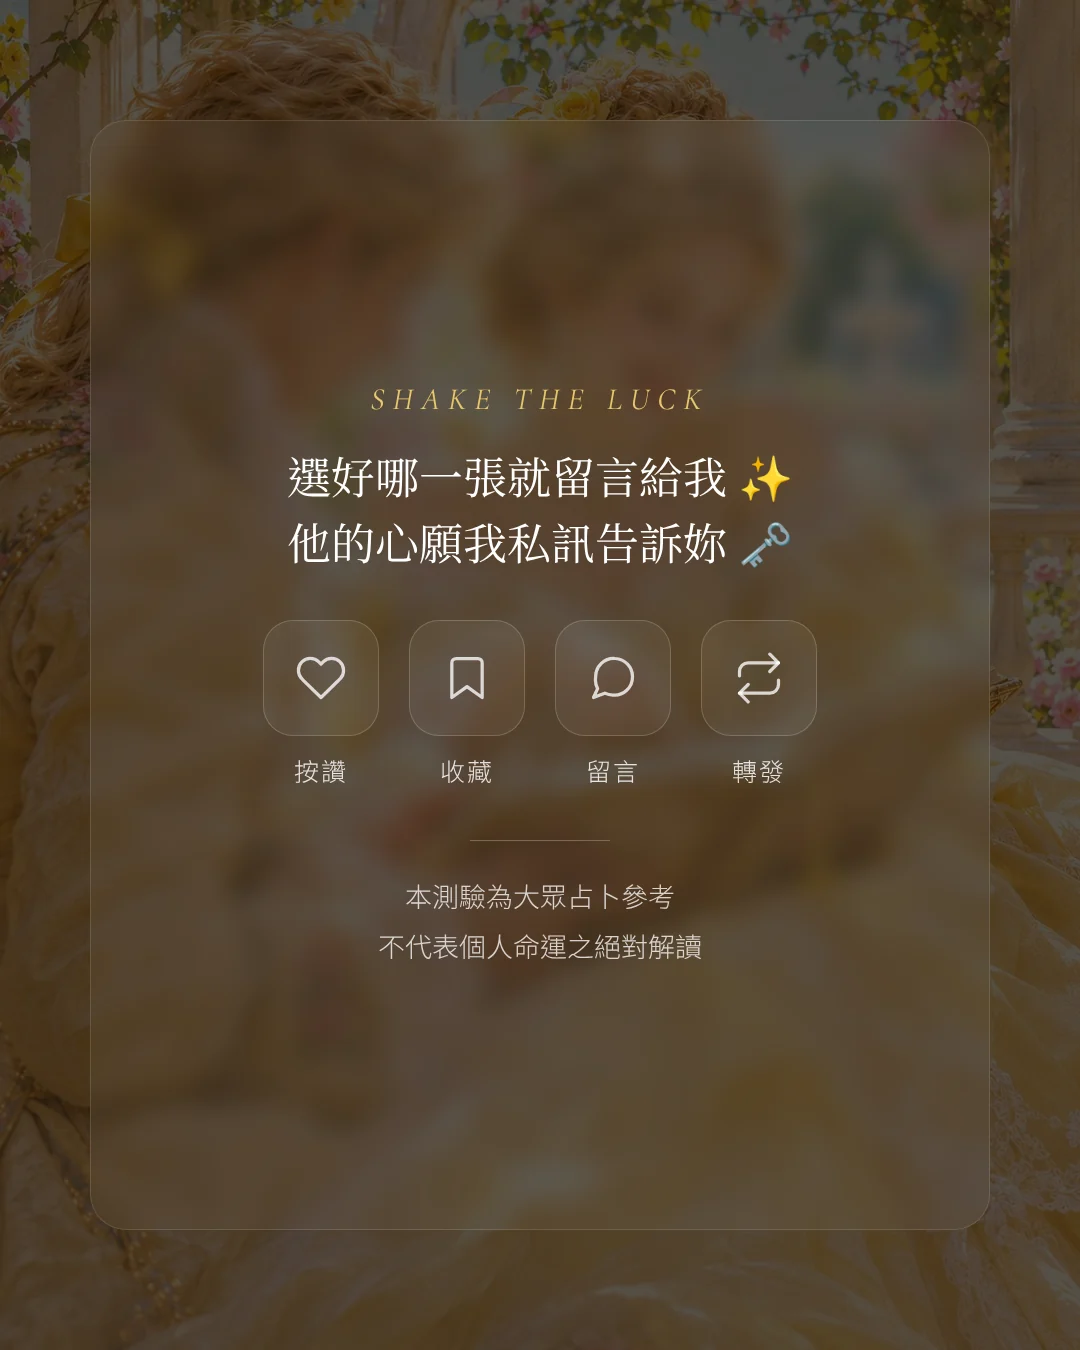 SHAKE THE LUCK
選好哪一張就留言給我 ✨
他的心願我私訊告訴妳 🗝️
按讚
收藏
留言
轉發
本測驗為大眾占卜參考
不代表個人命運之絕對解讀